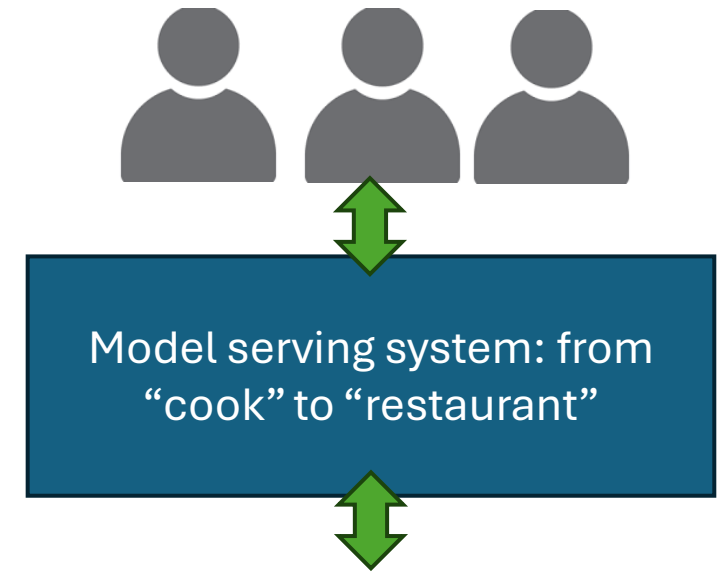 Model serving system: from
“cook” to “restaurant”